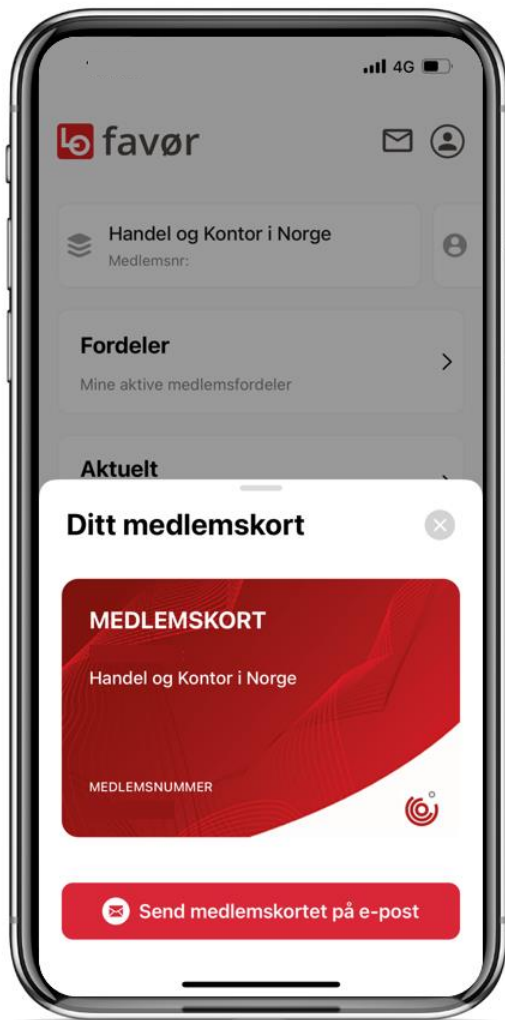 4G
LO favør
Handel og Kontor i Norge
Medlemsnr:
Fordeler
Mine aktive medlemsfordeler
Aktuelt
Ditt medlemskort
MEDLEMSKORT
Handel og Kontor i Norge
MEDLEMSNUMMER
Send medlemskortet på e-post